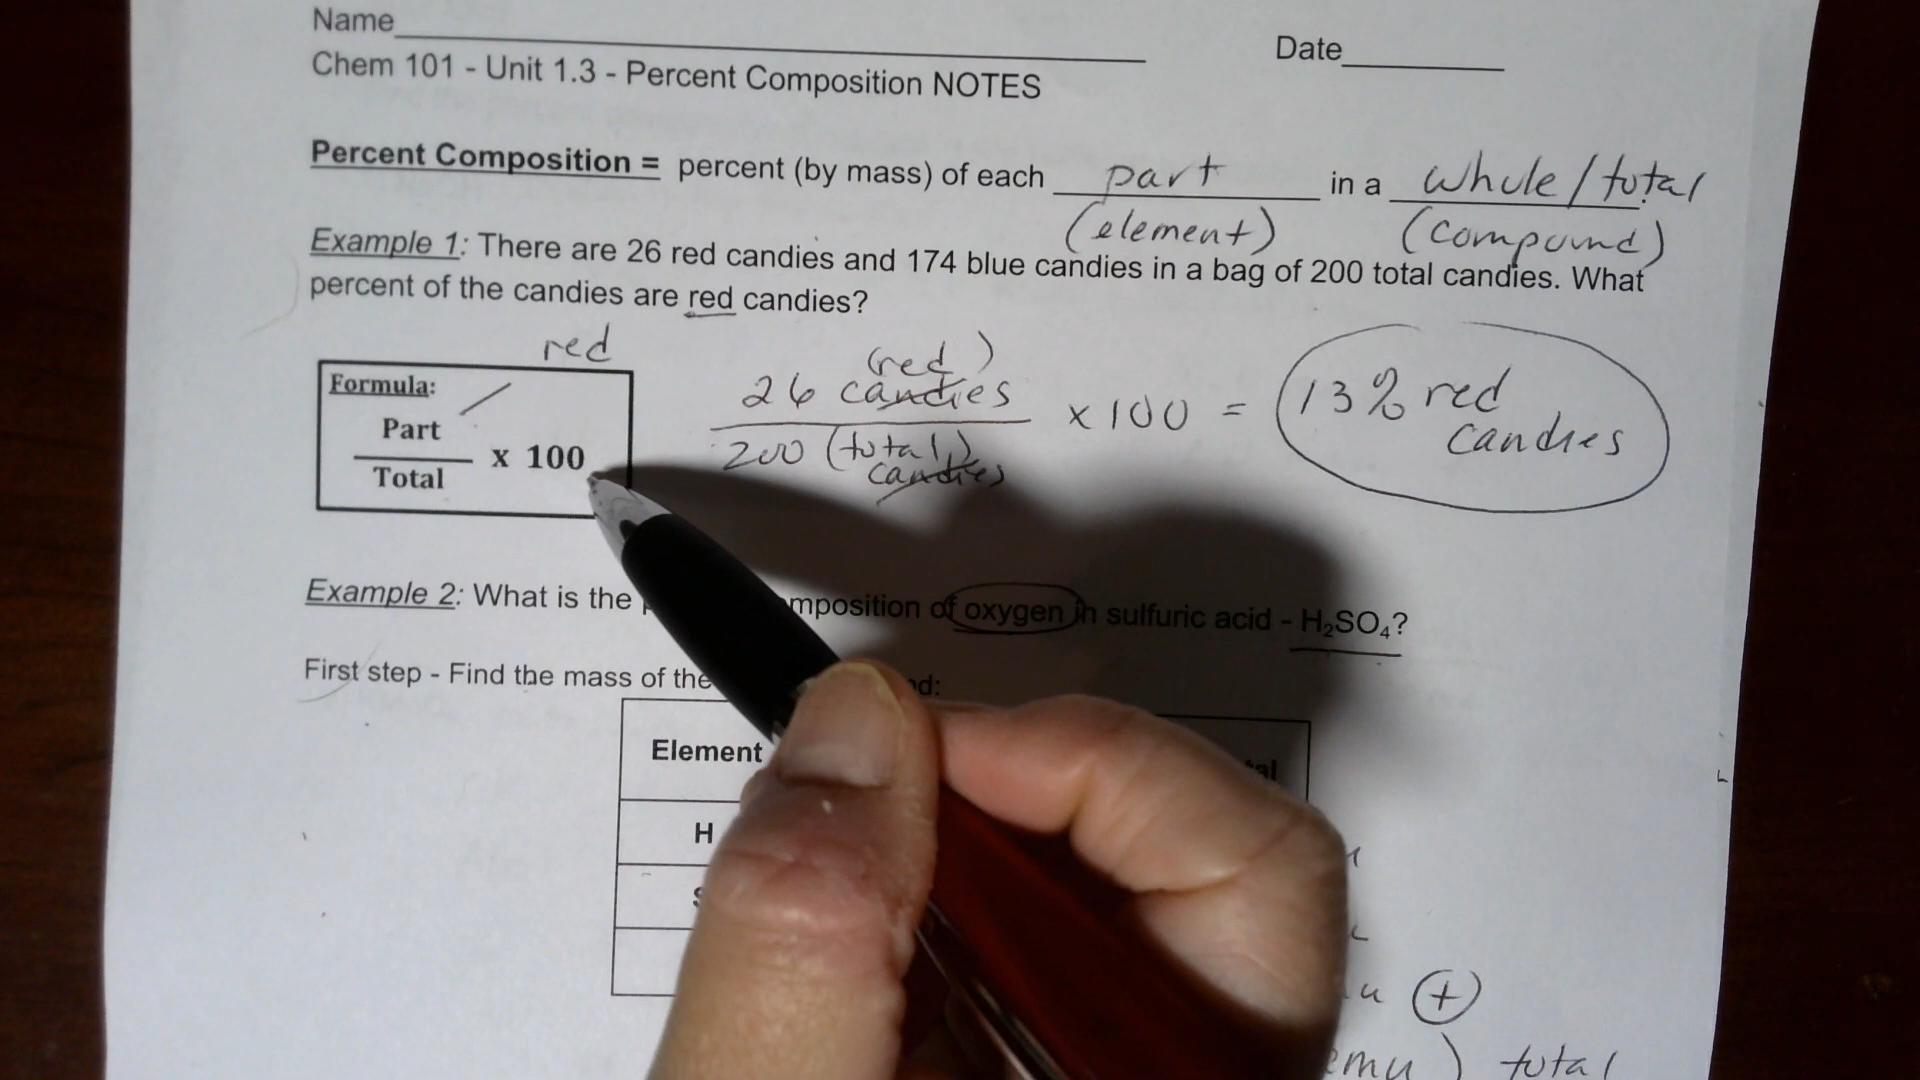 Name
Date
Chem 101 - Unit 1.3 - Percent Composition NOTES
Percent Composition = percent (by mass) of each part in a whole/total
(element) (compound)
Example 1: There are 26 red candies and 174 blue candies in a bag of 200 total candies. What
percent of the candies are red candies?
red
Formula:
Part
Total
x 100
(red)
26 candies
200 (total)
candies
x 100 = 13% red
candies
Example 2: What is the mposition of oxygen in sulfuric acid - H₂SO₄?
First step - Find the mass of the
Element
H
total